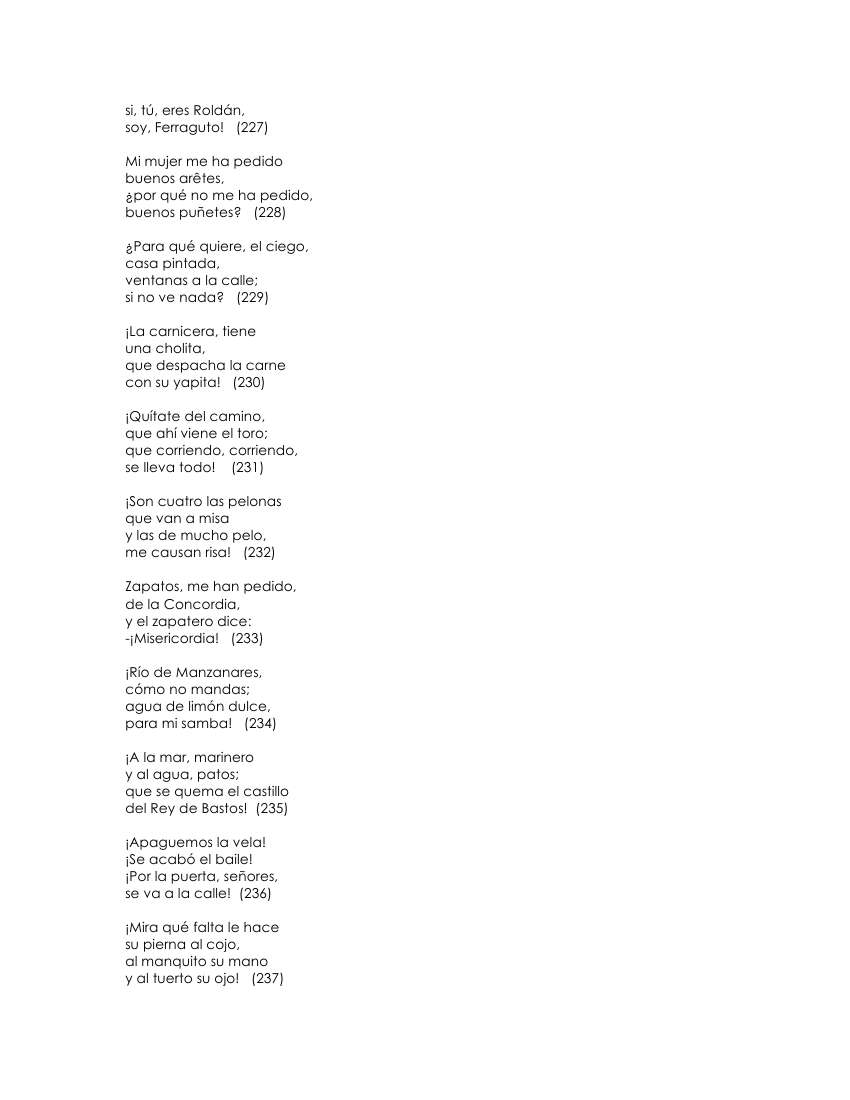 si, tú, eres Roldán,
soy, Ferraguto! (227)
Mi mujer me ha pedido
buenos arêtes,
¿por qué no me ha pedido,
buenos puñetes? (228)
¿Para qué quiere, el ciego,
casa pintada,
ventanas a la calle;
si no ve nada? (229)
¡La carnicera, tiene
una cholita,
que despacha la carne
con su yapita! (230)
¡Quítate del camino,
que ahí viene el toro;
que corriendo, corriendo,
se lleva todo! (231)
¡Son cuatro las pelonas
que van a misa
y las de mucho pelo,
me causan risa! (232)
Zapatos, me han pedido,
de la Concordia,
y el zapatero dice:
-¡Misericordia! (233)
¡Río de Manzanares,
cómo no mandas;
agua de limón dulce,
para mi samba! (234)
¡A la mar, marinero
y al agua, patos;
que se quema el castillo
del Rey de Bastos! (235)
¡Apaguemos la vela!
¡Se acabó el baile!
¡Por la puerta, señores,
se va a la calle! (236)
¡Mira qué falta le hace
su pierna al cojo,
al manquito su mano
y al tuerto su ojo! (237)